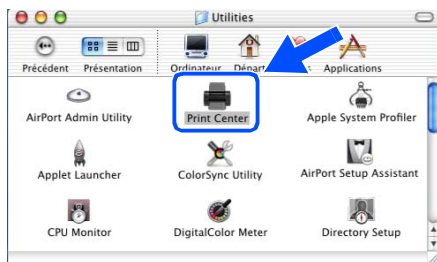 Utilities
Précédent Présentation Ordinateur Départ Applications
AirPort Admin Utility Print Center Apple System Profiler
Applet Launcher ColorSync Utility AirPort Setup Assistant
CPU Monitor DigitalColor Meter Directory Setup